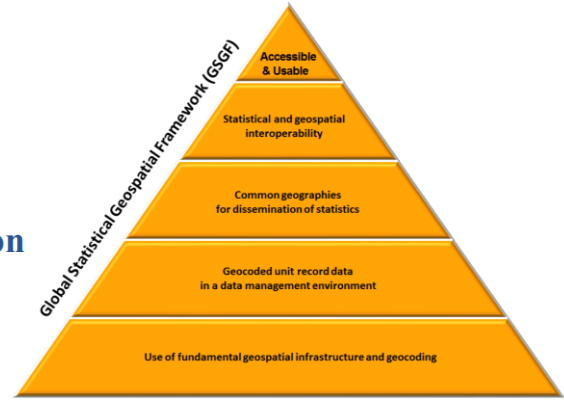 Accessible
& Usable
Global Statistical Geospatial Framework (GSGF)
Statistical and geospatial
interoperability
Common geographies
for dissemination of statistics
on
Geocoded unit record data
in a data management environment
Use of fundamental geospatial infrastructure and geocoding